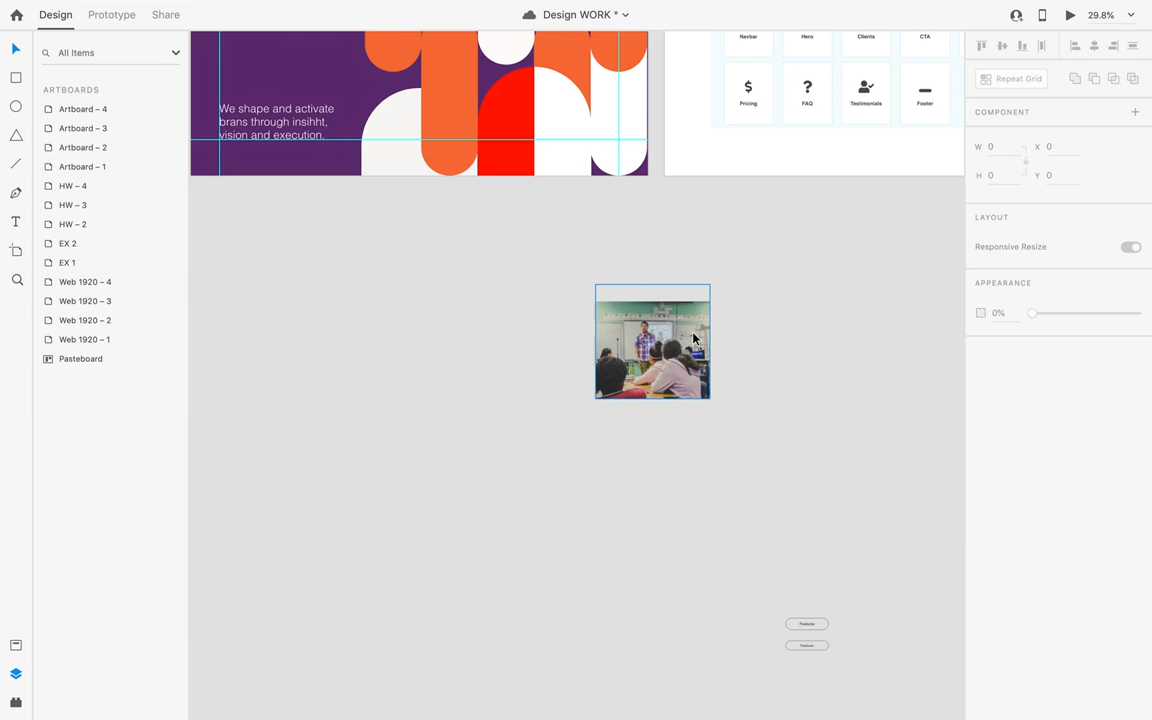 Design
Prototype
Share
Design WORK *
29.8%
All Items
ARTBOARDS
Artboard – 4
Artboard – 3
Artboard – 2
Artboard – 1
HW – 4
HW – 3
HW – 2
EX 2
EX 1
Web 1920 – 4
Web 1920 – 3
Web 1920 – 2
Web 1920 – 1
Pasteboard
We shape and activate
brans through insihht,
vision and execution.
Navbar
Hero
Clients
CTA
Pricing
FAQ
Testimonials
Footer
Features
Features
Repeat Grid
COMPONENT
W 0
X 0
H 0
Y 0
LAYOUT
Responsive Resize
APPEARANCE
0%